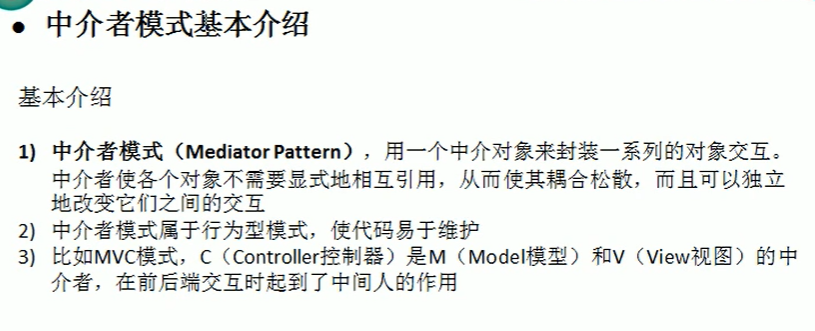 ● 中介者模式基本介绍
基本介绍
1) 中介者模式（Mediator Pattern），用一个中介对象来封装一系列的对象交互。
中介者使各个对象不需要显式地相互引用，从而使其耦合松散，而且可以独立
地改变它们之间的交互
2) 中介者模式属于行为型模式，使代码易于维护
3) 比如MVC模式，C（Controller控制器）是M（Model模型）和V（View视图）的中
介者，在前后端交互时起到了中间人的作用